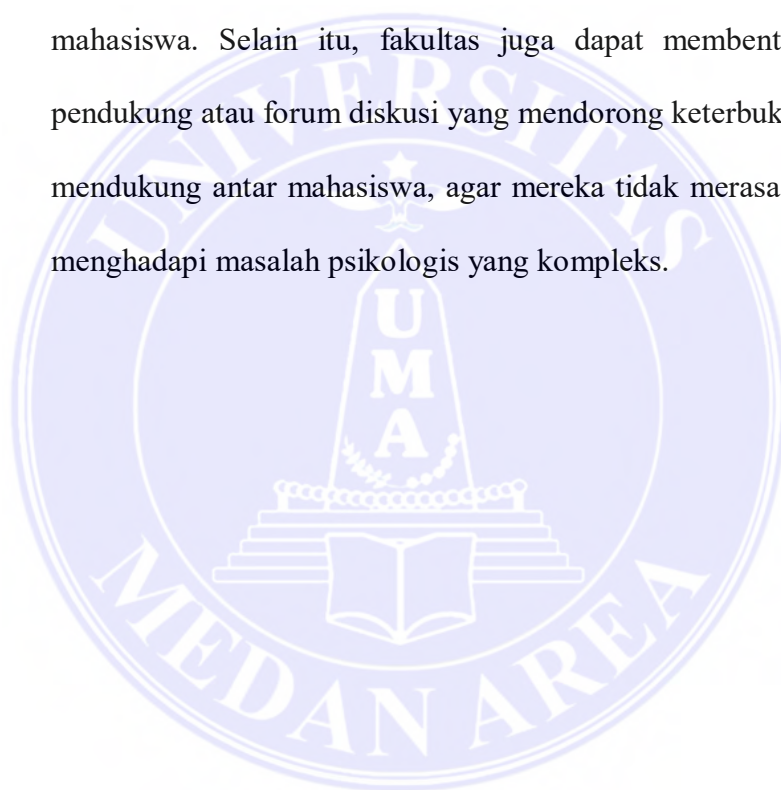 mahasiswa. Selain itu, fakultas juga dapat membent
pendukung atau forum diskusi yang mendorong keterbuk
mendukung antar mahasiswa, agar mereka tidak merasa
menghadapi masalah psikologis yang kompleks.
UNIVERSITAS
UMA
MEDAN AREA